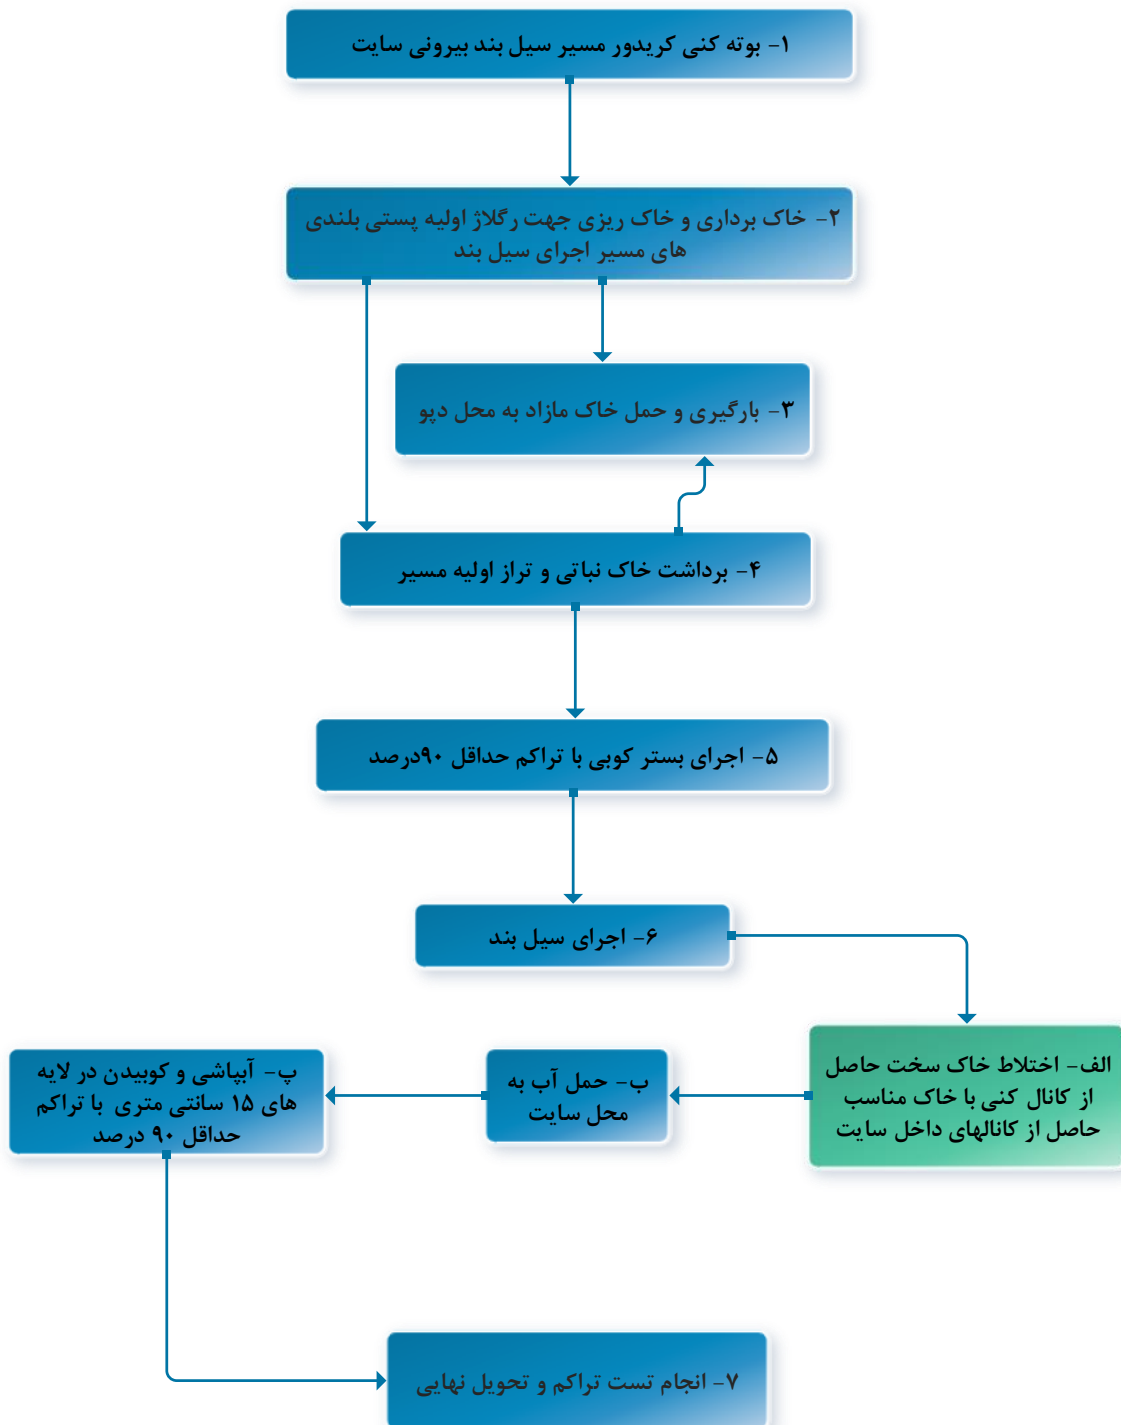 ۱- بوته کنی کریدور مسیر سیل بند بیرونی سایت
۲- خاک برداری و خاک ریزی جهت رگلاژ اولیه پستی بلندی
های مسیر اجرای سیل بند
۳- بارگیری و حمل خاک مازاد به محل دپو
۴- برداشت خاک نباتی و تراز اولیه مسیر
۵- اجرای بستر کوبی با تراکم حداقل ۹۰درصد
۶- اجرای سیل بند
الف- اختلاط خاک سخت حاصل
از کانال کنی با خاک مناسب
حاصل از کانالهای داخل سایت
ب- حمل آب به
محل سایت
پ- آبپاشی و کوبیدن در لایه
های ۱۵ سانتی متری با تراکم
حداقل ۹۰ درصد
۷- انجام تست تراکم و تحویل نهایی